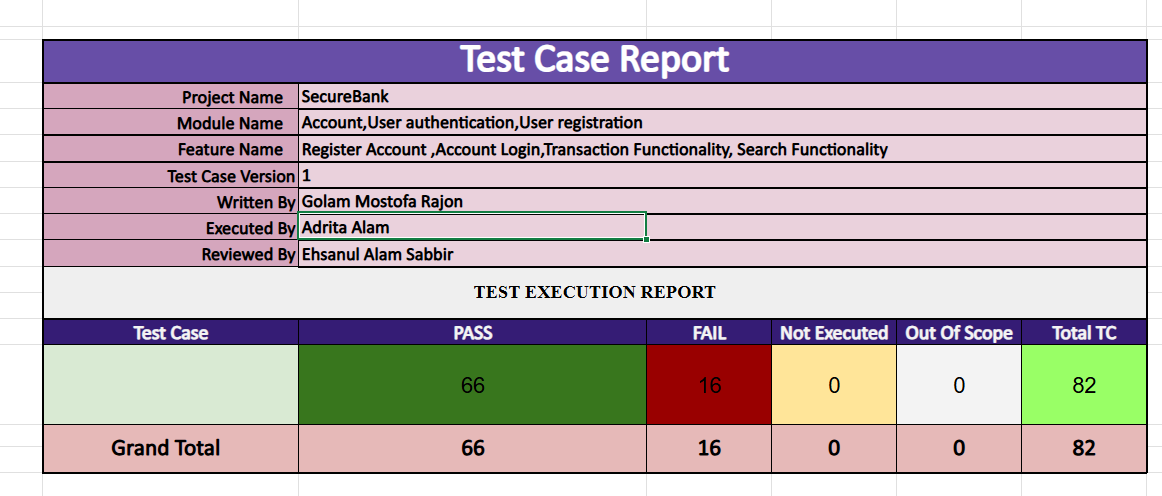 Test Case Report
Project Name SecureBank
Module Name Account,User authentication,User registration
Feature Name Register Account ,Account Login,Transaction Functionality, Search Functionality
Test Case Version 1
Written By Golam Mostofa Rajon
Executed By Adrita Alam
Reviewed By Ehsanul Alam Sabbir
TEST EXECUTION REPORT
Test Case PASS FAIL Not Executed Out Of Scope Total TC
66 16 0 0 82
Grand Total 66 16 0 0 82